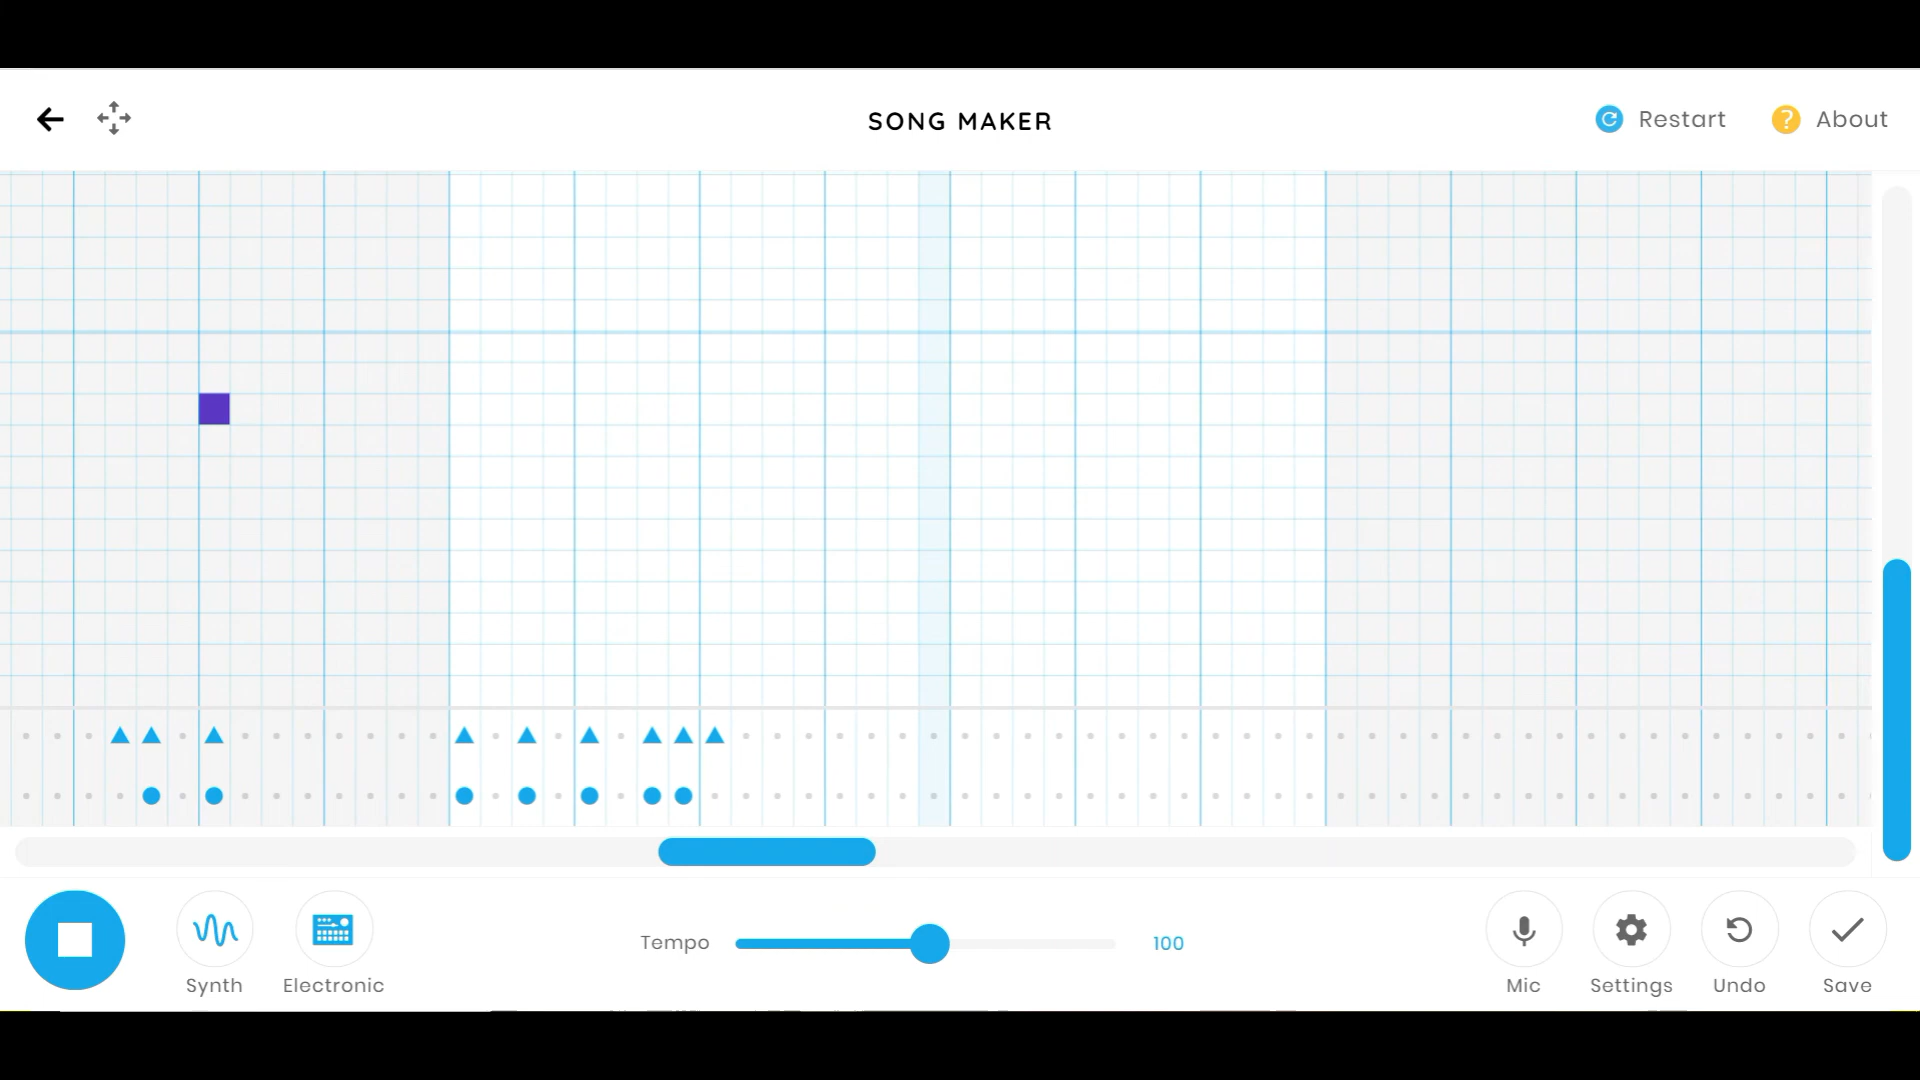 SONG MAKER
Restart
About
Tempo
100
Synth
Electronic
Mic
Settings
Undo
Save